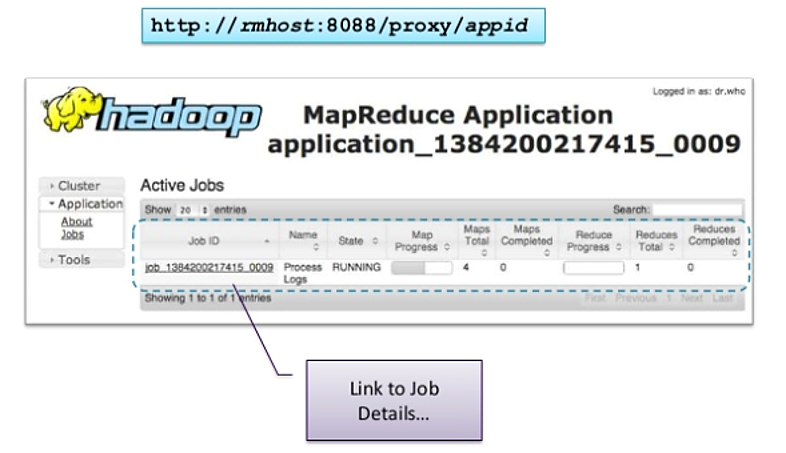 http://rmhost:8088/proxy/appid
Logged in as: dr.who
hadoop
MapReduce Application
application_1384200217415_0009
Cluster
Application
About
Jobs
Tools
Active Jobs
Show 20 entries
Search:
Job ID Name State Map Progress Maps Total Maps Completed Reduce Progress Reduces Total Reduces Completed
job_1384200217415_0009 Process Logs RUNNING 4 0 1 0
Showing 1 to 1 of 1 entries
First Previous 1 Next Last
Link to Job
Details...